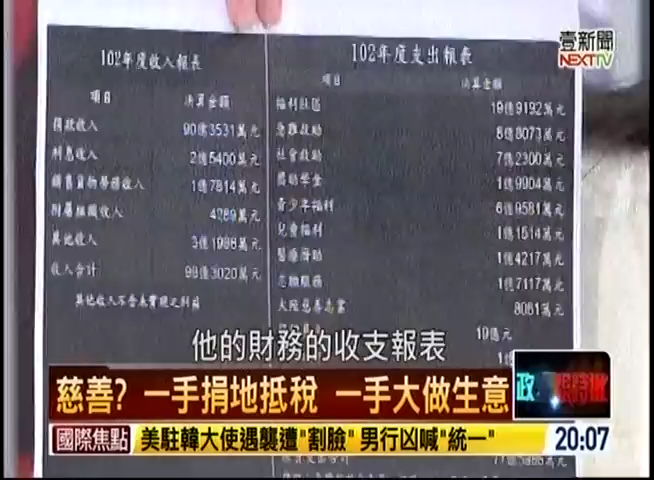 壹新聞
NEXTTV
102年度收入報表
項目 決算金額
捐款收入 90億3531萬元
利息收入 2億5400萬元
銷售貨物勞務收入 1億7814萬元
附屬組織收入 4289萬元
其他收入 3億1986萬元
收入合計 98億3020萬元
102年度支出報表
項目 決算金額
19億9192萬元
急難救助 8億8073萬元
社會救助 7億2300萬元
獎助學金 1億9904萬元
青少年福利 6億9581萬元
兒童福利 1億1514萬元
醫療補助 1億4217萬元
志願服務 1億7117萬元
大陸慈善志業 8061萬元
19億元
他的財務的收支報表
慈善? 一手捐地抵稅 一手大做生意
國際焦點 美駐韓大使遇襲遭"割臉" 男行凶喊"統一" 20:07